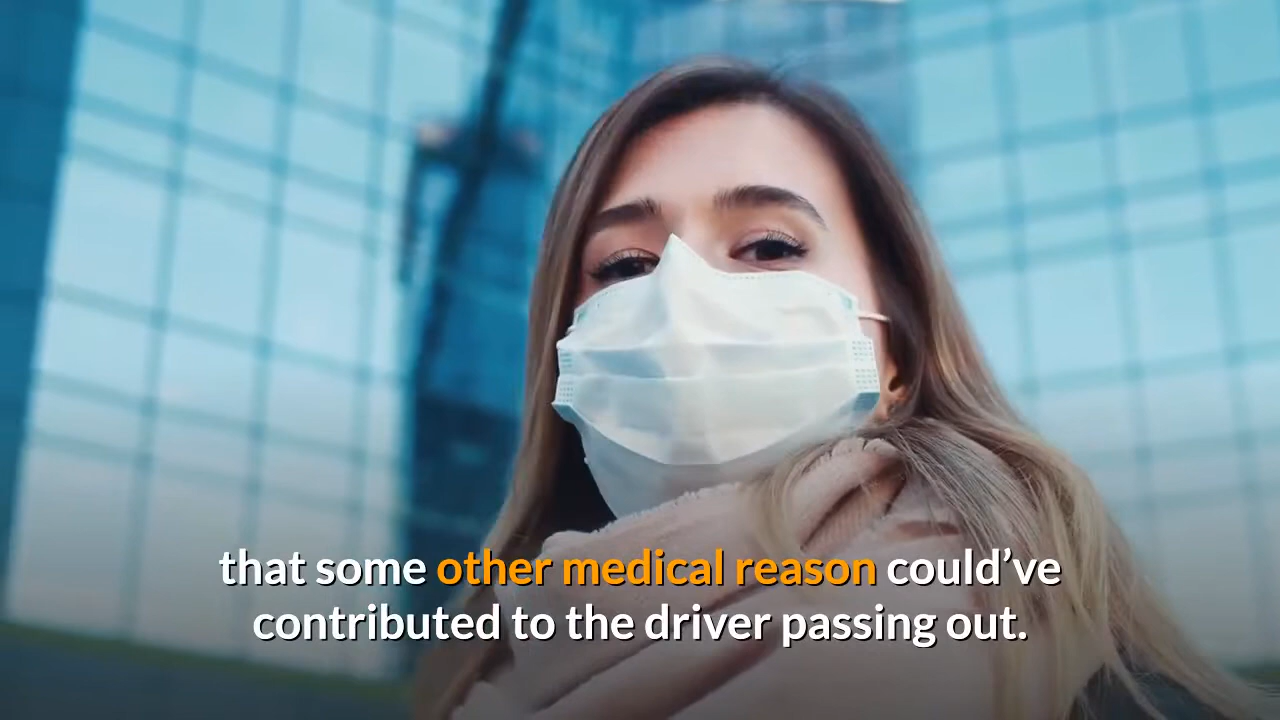 that some other medical reason could’ve
contributed to the driver passing out.